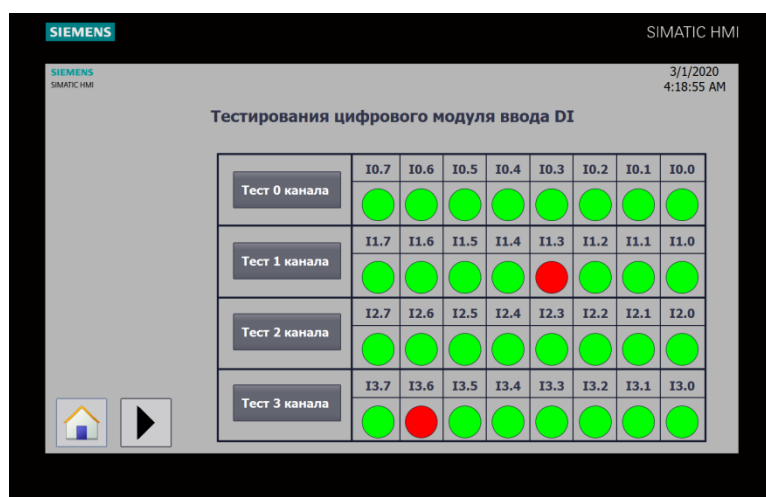 SIEMENS
SIMATIC HMI
SIEMENS
SIMATIC HMI
3/1/2020
4:18:55 AM
Тестирования цифрового модуля ввода DI
Тест 0 канала
I0.7 I0.6 I0.5 I0.4 I0.3 I0.2 I0.1 I0.0
Тест 1 канала
I1.7 I1.6 I1.5 I1.4 I1.3 I1.2 I1.1 I1.0
Тест 2 канала
I2.7 I2.6 I2.5 I2.4 I2.3 I2.2 I2.1 I2.0
Тест 3 канала
I3.7 I3.6 I3.5 I3.4 I3.3 I3.2 I3.1 I3.0